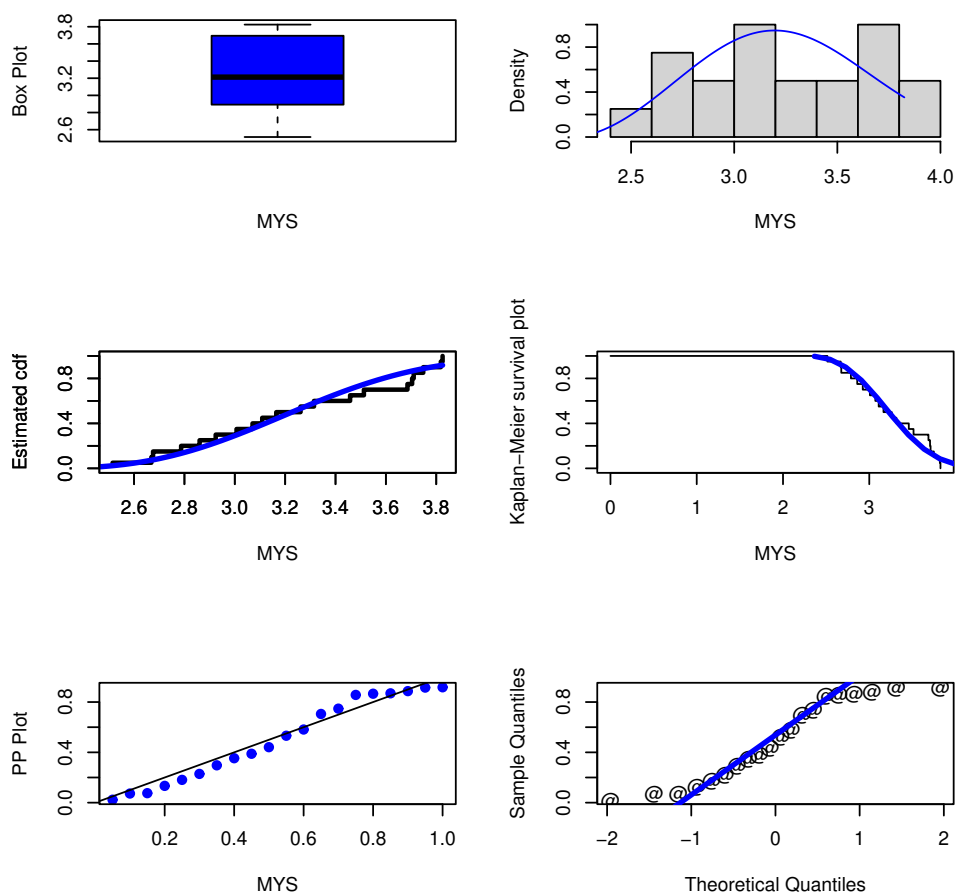 Box Plot
3.8
3.2
2.6
MYS
Density
0.8
0.4
0.0
2.5 3.0 3.5 4.0
MYS
Estimated cdf
0.8
0.4
0.0
2.6 2.8 3.0 3.2 3.4 3.6 3.8
MYS
Kaplan−Meier survival plot
0.8
0.4
0.0
0 1 2 3
MYS
PP Plot
0.8
0.4
0.0
0.2 0.4 0.6 0.8 1.0
MYS
Sample Quantiles
0.8
0.4
0.0
@ @ @ @ @ @ @ @ @ @ @ @ @ @ @ @ @ @ @ @
−2 −1 0 1 2
Theoretical Quantiles